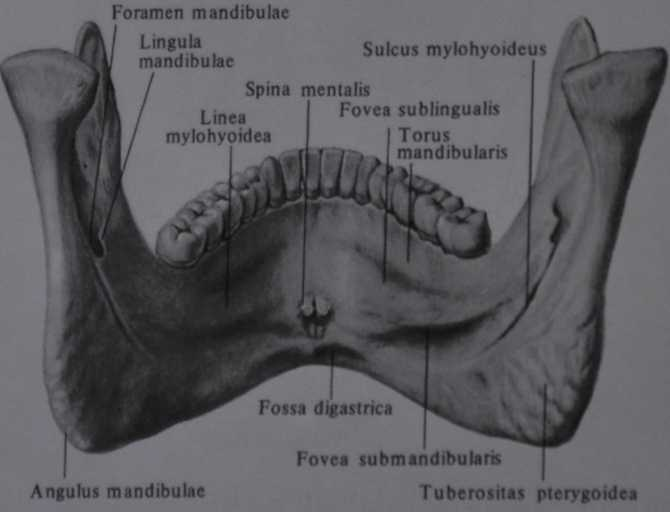 Foramen mandibulae
Lingula
mandibulae
Sulcus mylohyoideus
Spina mentalis
Fovea sublingualis
Linea
mylohyoidea
Torus
mandibularis
Fossa digastrica
Fovea submandibularis
Angulus mandibulae
Tuberositas pterygoidea